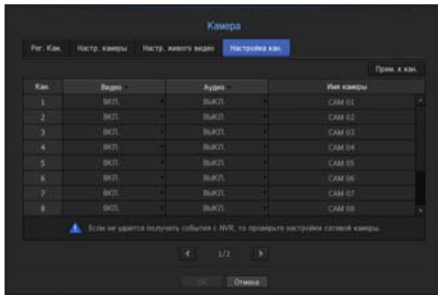 Камера
Рег. Кам. Настр. камеры Настр. живого видео Настройка кан.
Прим. к кан.
Кан. Видео Аудио Имя камеры
1 ВКЛ. ВЫКЛ. CAM 01
2 ВКЛ. ВЫКЛ. CAM 02
3 ВКЛ. ВЫКЛ. CAM 03
4 ВКЛ. ВЫКЛ. CAM 04
5 ВКЛ. ВЫКЛ. CAM 05
6 ВКЛ. ВЫКЛ. CAM 06
7 ВКЛ. ВЫКЛ. CAM 07
8 ВКЛ. ВЫКЛ. CAM 08
Если не удается получить события с NVR, то проверьте настройки сетевой камеры.
1/2
OK Отмена